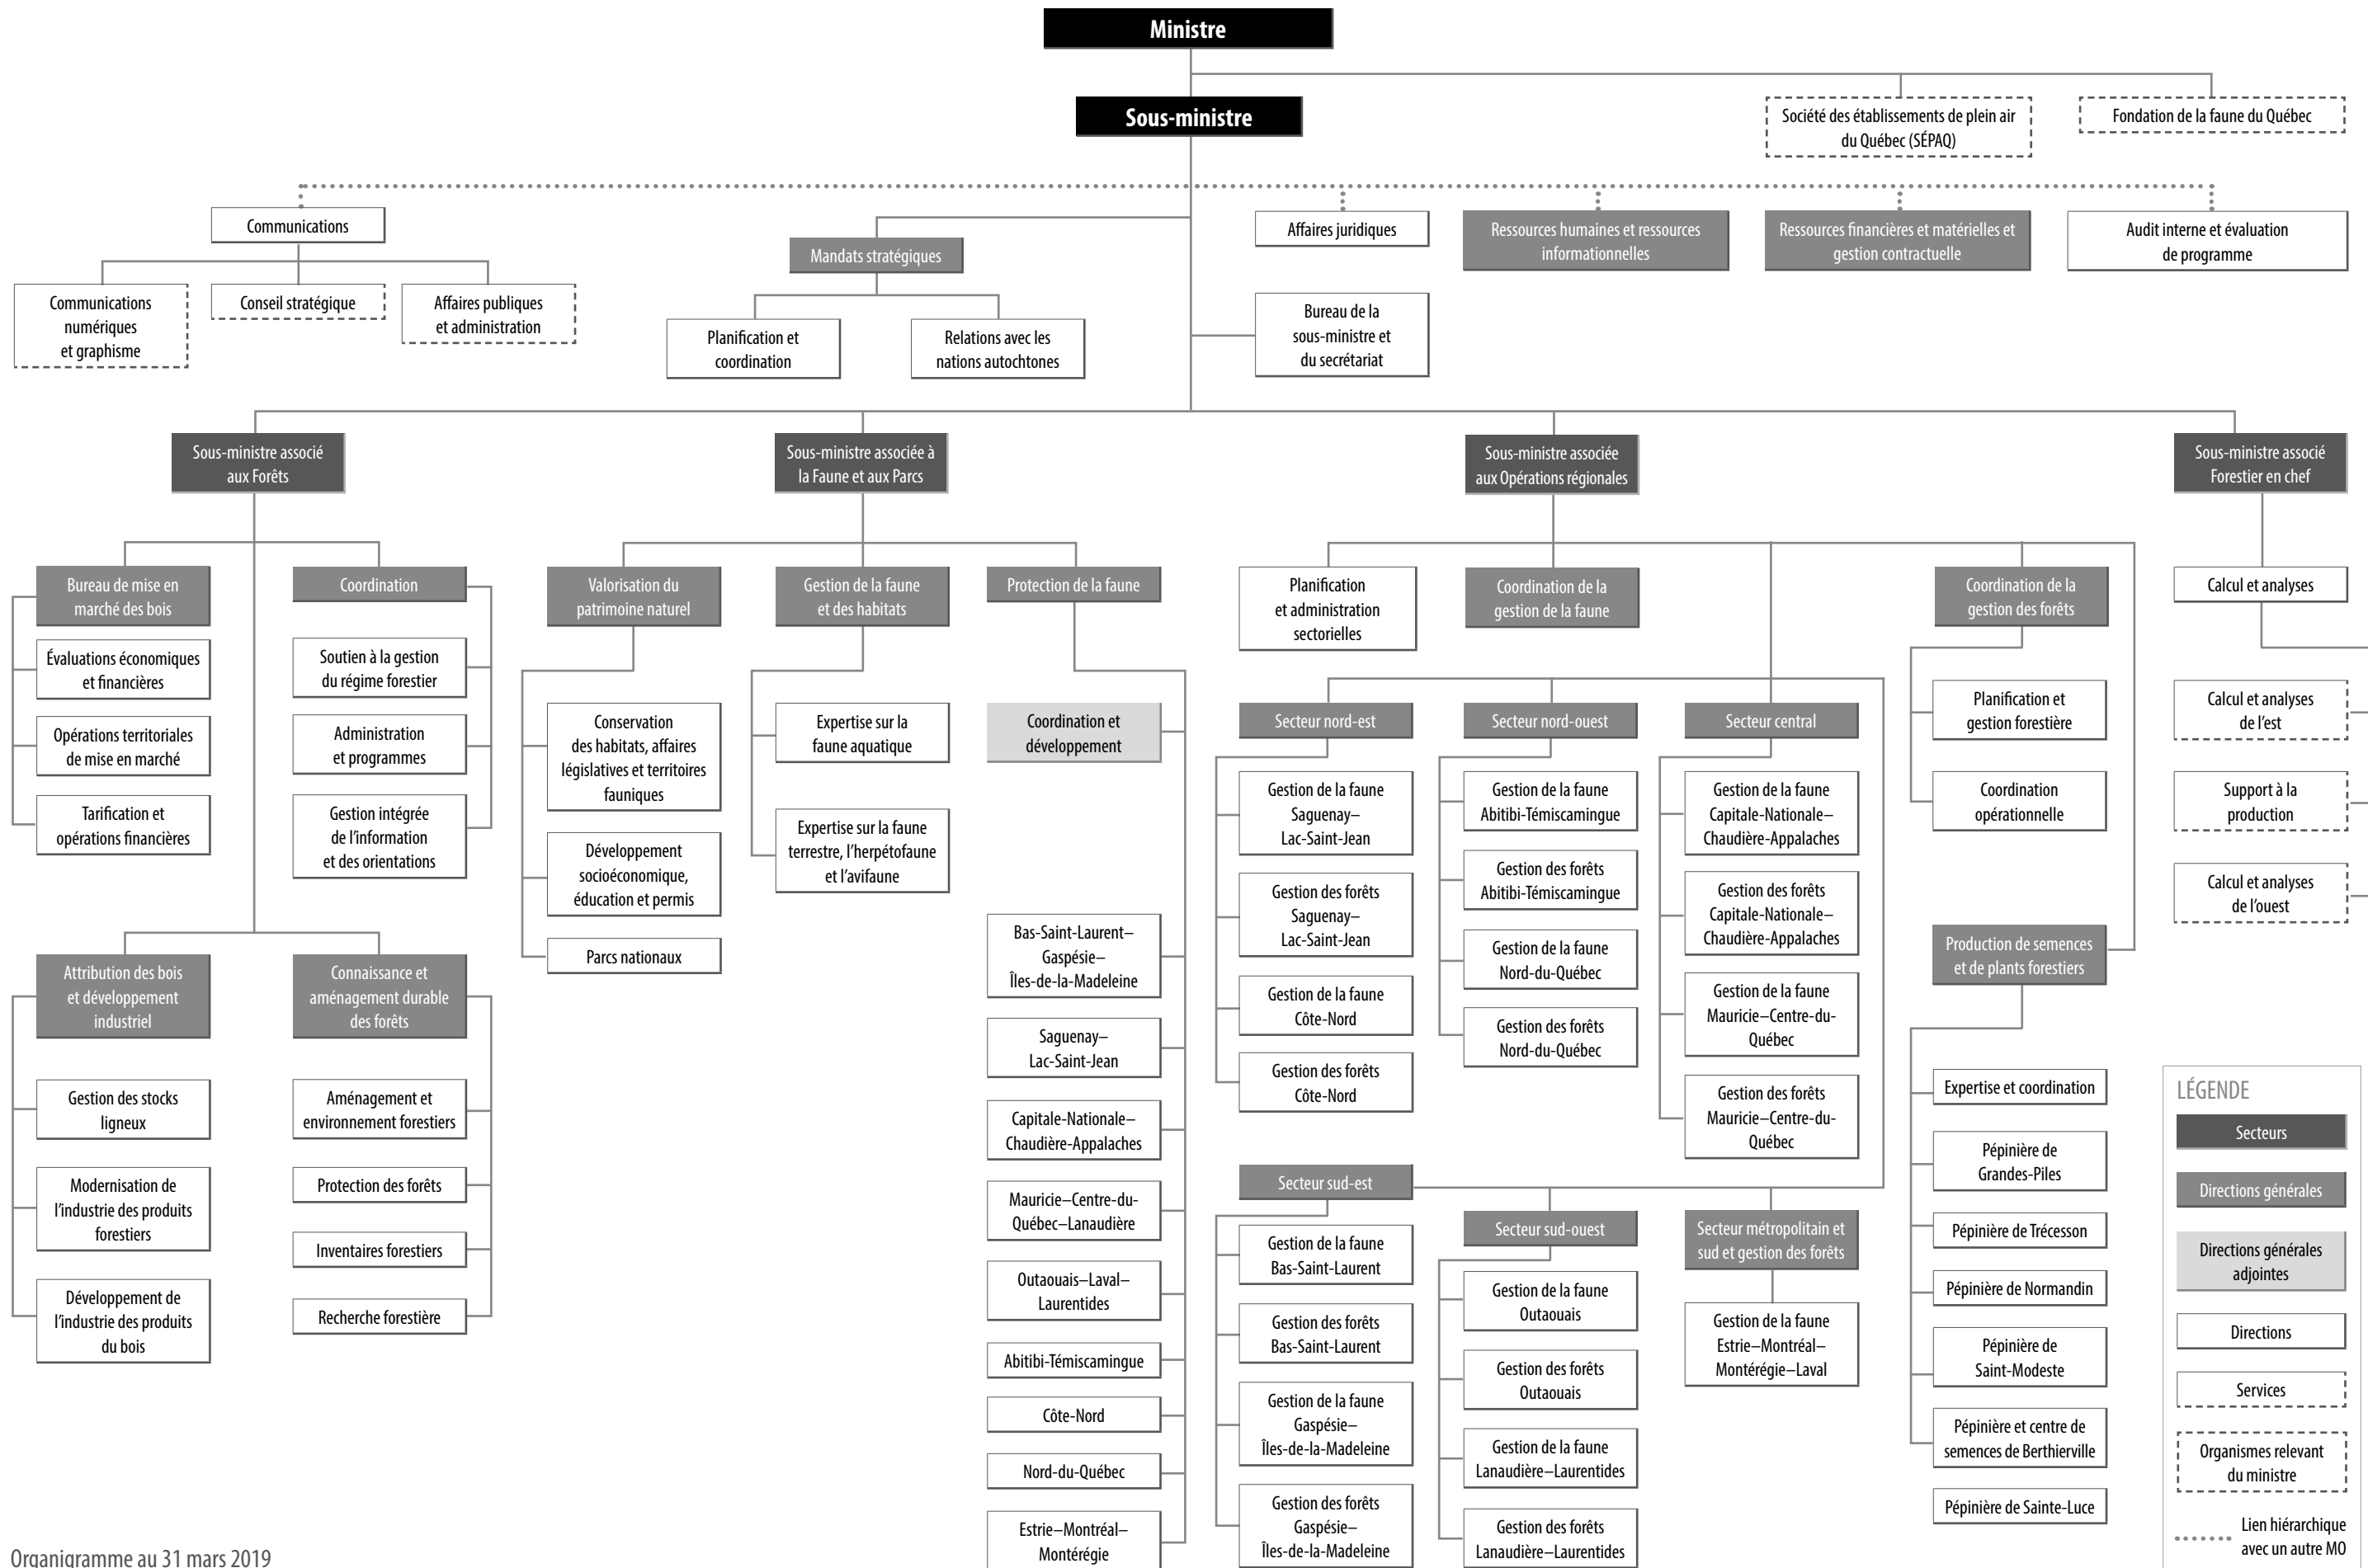 Ministre
Sous-ministre
Société des établissements de plein air
du Québec (SÉPAQ)
Fondation de la faune du Québec
Communications
Communications
numériques
et graphisme
Conseil stratégique
Affaires publiques
et administration
Mandats stratégiques
Planification et
coordination
Relations avec les
nations autochtones
Affaires juridiques
Ressources humaines et ressources
informationnelles
Ressources financières et matérielles et
gestion contractuelle
Audit interne et évaluation
de programme
Bureau de la
sous-ministre et
du secrétariat
Sous-ministre associé
aux Forêts
Bureau de mise en
marché des bois
Évaluations économiques
et financières
Opérations territoriales
de mise en marché
Tarification et
opérations financières
Coordination
Soutien à la gestion
du régime forestier
Administration
et programmes
Gestion intégrée
de l'information
et des orientations
Attribution des bois
et développement
industriel
Gestion des stocks
ligneux
Modernisation de
l'industrie des produits
forestiers
Développement de
l'industrie des produits
du bois
Connaissance et
aménagement durable
des forêts
Aménagement et
environnement forestiers
Protection des forêts
Inventaires forestiers
Recherche forestière
Sous-ministre associée à
la Faune et aux Parcs
Valorisation du
patrimoine naturel
Conservation
des habitats, affaires
législatives et territoires
fauniques
Développement
socioéconomique,
éducation et permis
Parcs nationaux
Gestion de la faune
et des habitats
Expertise sur la
faune aquatique
Expertise sur la faune
terrestre, l'herpétofaune
et l'avifaune
Protection de la faune
Coordination et
développement
Bas-Saint-Laurent–
Gaspésie–
Îles-de-la-Madeleine
Saguenay–
Lac-Saint-Jean
Capitale-Nationale–
Chaudière-Appalaches
Mauricie–Centre-du-
Québec–Lanaudière
Outaouais–Laval–
Laurentides
Abitibi-Témiscamingue
Côte-Nord
Nord-du-Québec
Estrie–Montréal–
Montérégie
Sous-ministre associée
aux Opérations régionales
Planification
et administration
sectorielles
Coordination de la
gestion de la faune
Secteur nord-est
Gestion de la faune
Saguenay–
Lac-Saint-Jean
Gestion des forêts
Saguenay–
Lac-Saint-Jean
Gestion de la faune
Côte-Nord
Gestion des forêts
Côte-Nord
Secteur nord-ouest
Gestion de la faune
Abitibi-Témiscamingue
Gestion des forêts
Abitibi-Témiscamingue
Gestion de la faune
Nord-du-Québec
Gestion des forêts
Nord-du-Québec
Secteur central
Gestion de la faune
Capitale-Nationale–
Chaudière-Appalaches
Gestion des forêts
Capitale-Nationale–
Chaudière-Appalaches
Gestion de la faune
Mauricie–Centre-du-
Québec
Gestion des forêts
Mauricie–Centre-du-
Québec
Secteur sud-est
Gestion de la faune
Bas-Saint-Laurent
Gestion des forêts
Bas-Saint-Laurent
Gestion de la faune
Gaspésie–
Îles-de-la-Madeleine
Gestion des forêts
Gaspésie–
Îles-de-la-Madeleine
Secteur sud-ouest
Gestion de la faune
Outaouais
Gestion des forêts
Outaouais
Gestion de la faune
Lanaudière–Laurentides
Gestion des forêts
Lanaudière–Laurentides
Secteur métropolitain et
sud et gestion des forêts
Gestion de la faune
Estrie–Montréal–
Montérégie–Laval
Coordination de la
gestion des forêts
Planification et
gestion forestière
Coordination
opérationnelle
Production de semences
et de plants forestiers
Expertise et coordination
Pépinière de
Grandes-Piles
Pépinière de Trécesson
Pépinière de Normandin
Pépinière de
Saint-Modeste
Pépinière et centre de
semences de Berthierville
Pépinière de Sainte-Luce
Sous-ministre associé
Forestier en chef
Calcul et analyses
Calcul et analyses
de l'est
Support à la
production
Calcul et analyses
de l'ouest
LÉGENDE
Secteurs
Directions générales
Directions générales
adjointes
Directions
Services
Organismes relevant
du ministre
Lien hiérarchique
avec un autre MO
Organigramme au 31 mars 2019